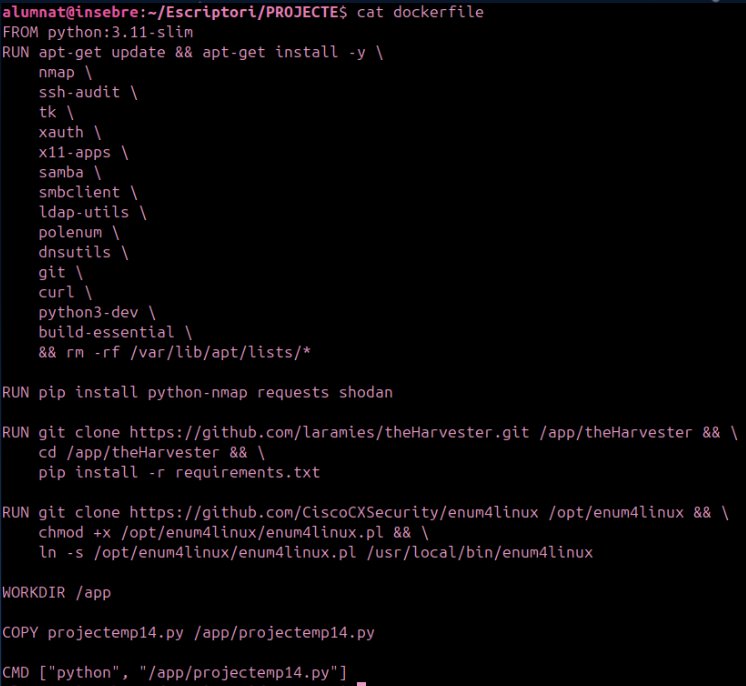 alumnat@insebre:~/Escriptori/PROJECTE$ cat dockerfile
FROM python:3.11-slim
RUN apt-get update && apt-get install -y \
    nmap \
    ssh-audit \
    tk \
    xauth \
    x11-apps \
    samba \
    smbclient \
    ldap-utils \
    polenum \
    dnsutils \
    git \
    curl \
    python3-dev \
    build-essential \
    && rm -rf /var/lib/apt/lists/*

RUN pip install python-nmap requests shodan

RUN git clone https://github.com/laramies/theHarvester.git /app/theHarvester && \
    cd /app/theHarvester && \
    pip install -r requirements.txt

RUN git clone https://github.com/CiscoCXSecurity/enum4linux /opt/enum4linux && \
    chmod +x /opt/enum4linux/enum4linux.pl && \
    ln -s /opt/enum4linux/enum4linux.pl /usr/local/bin/enum4linux

WORKDIR /app

COPY projectemp14.py /app/projectemp14.py

CMD ["python", "/app/projectemp14.py"]